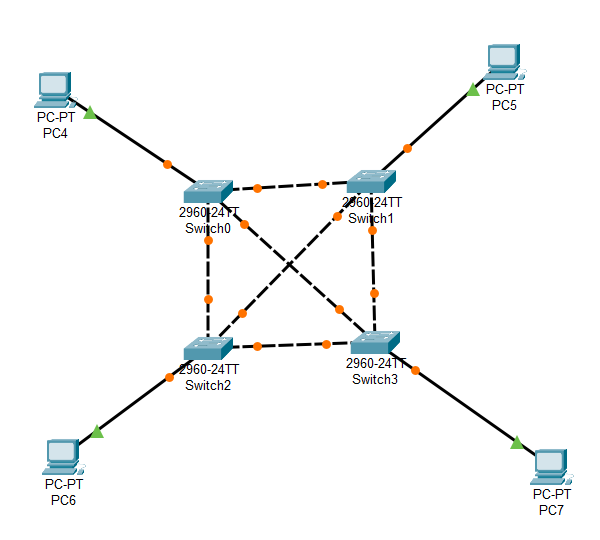 PC-PT
PC4
PC-PT
PC5
2960-24TT
Switch0
2960-24TT
Switch1
2960-24TT
Switch2
2960-24TT
Switch3
PC-PT
PC6
PC-PT
PC7